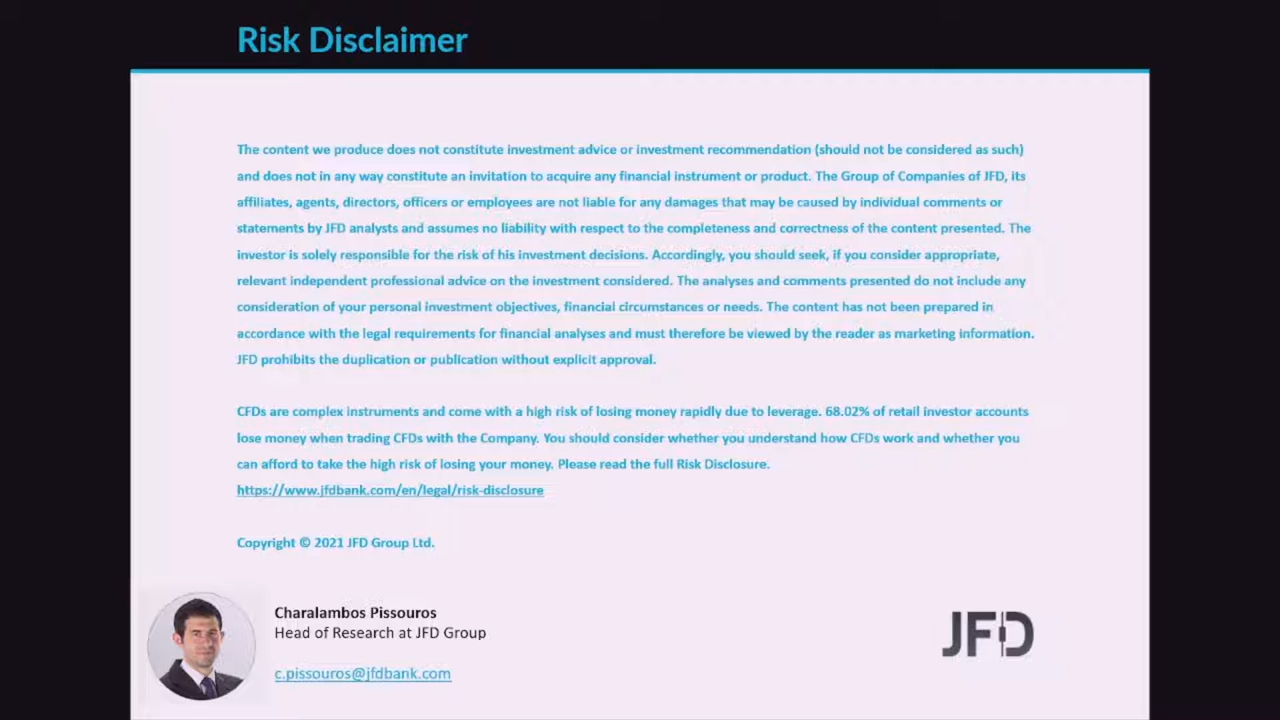 Risk Disclaimer
The content we produce does not constitute investment advice or investment recommendation (should not be considered as such)
and does not in any way constitute an invitation to acquire any financial instrument or product. The Group of Companies of JFD, its
affiliates, agents, directors, officers or employees are not liable for any damages that may be caused by individual comments or
statements by JFD analysts and assumes no liability with respect to the completeness and correctness of the content presented. The
investor is solely responsible for the risk of his investment decisions. Accordingly, you should seek, if you consider appropriate,
relevant independent professional advice on the investment considered. The analyses and comments presented do not include any
consideration of your personal investment objectives, financial circumstances or needs. The content has not been prepared in
accordance with the legal requirements for financial analyses and must therefore be viewed by the reader as marketing information.
JFD prohibits the duplication or publication without explicit approval.
CFDs are complex instruments and come with a high risk of losing money rapidly due to leverage. 68.02% of retail investor accounts
lose money when trading CFDs with the Company. You should consider whether you understand how CFDs work and whether you
can afford to take the high risk of losing your money. Please read the full Risk Disclosure.
https://www.jfdbank.com/en/legal/risk-disclosure
Copyright © 2021 JFD Group Ltd.
Charalambos Pissouros
Head of Research at JFD Group
c.pissouros@jfdbank.com
JFD